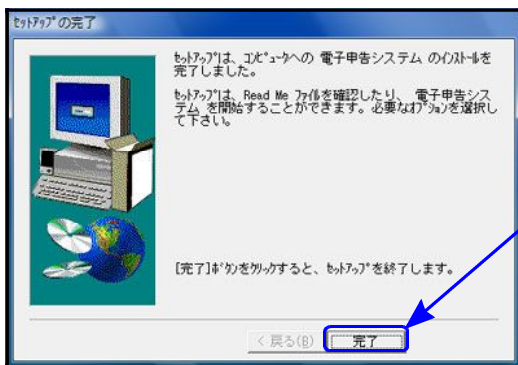 ｾｯﾄｱｯﾌﾟの完了
ｾｯﾄｱｯﾌﾟは、ｺﾝﾋﾟｭｰﾀへの 電子申告システム のｲﾝｽﾄｰﾙを
完了しました。
ｾｯﾄｱｯﾌﾟは、Read Me ﾌｧｲﾙを確認したり、 電子申告シス
テム を開始することができます。必要なｵﾌﾟｼｮﾝを選択し
て下さい。
[完了]ﾎﾞﾀﾝをｸﾘｯｸすると、ｾｯﾄｱｯﾌﾟを終了します。
< 戻る(B)
完了